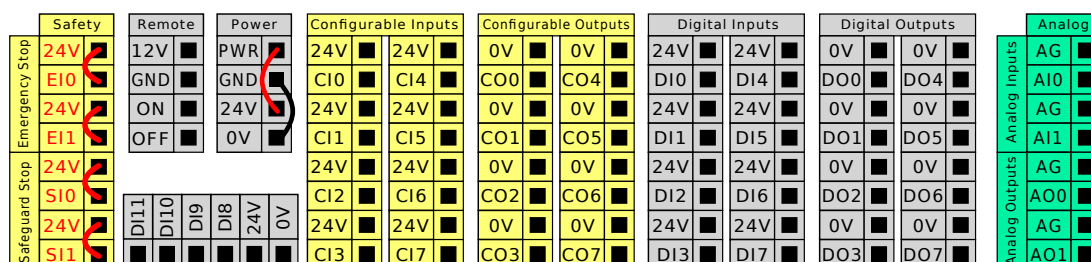 Safety
Emergency Stop
24V
EI0
24V
EI1
Safeguard Stop
24V
SI0
24V
SI1
Remote
12V
GND
ON
OFF
Power
PWR
GND
24V
0V
DI11
DI10
DI9
DI8
24V
0V
Configurable Inputs
24V 24V
CI0 CI4
24V 24V
CI1 CI5
24V 24V
CI2 CI6
24V 24V
CI3 CI7
Configurable Outputs
0V 0V
CO0 CO4
0V 0V
CO1 CO5
0V 0V
CO2 CO6
0V 0V
CO3 CO7
Digital Inputs
24V 24V
DI0 DI4
24V 24V
DI1 DI5
24V 24V
DI2 DI6
24V 24V
DI3 DI7
Digital Outputs
0V 0V
DO0 DO4
0V 0V
DO1 DO5
0V 0V
DO2 DO6
0V 0V
DO3 DO7
Analog
Analog Inputs
AG
AI0
AG
AI1
Analog Outputs
AG
AO0
AG
AO1